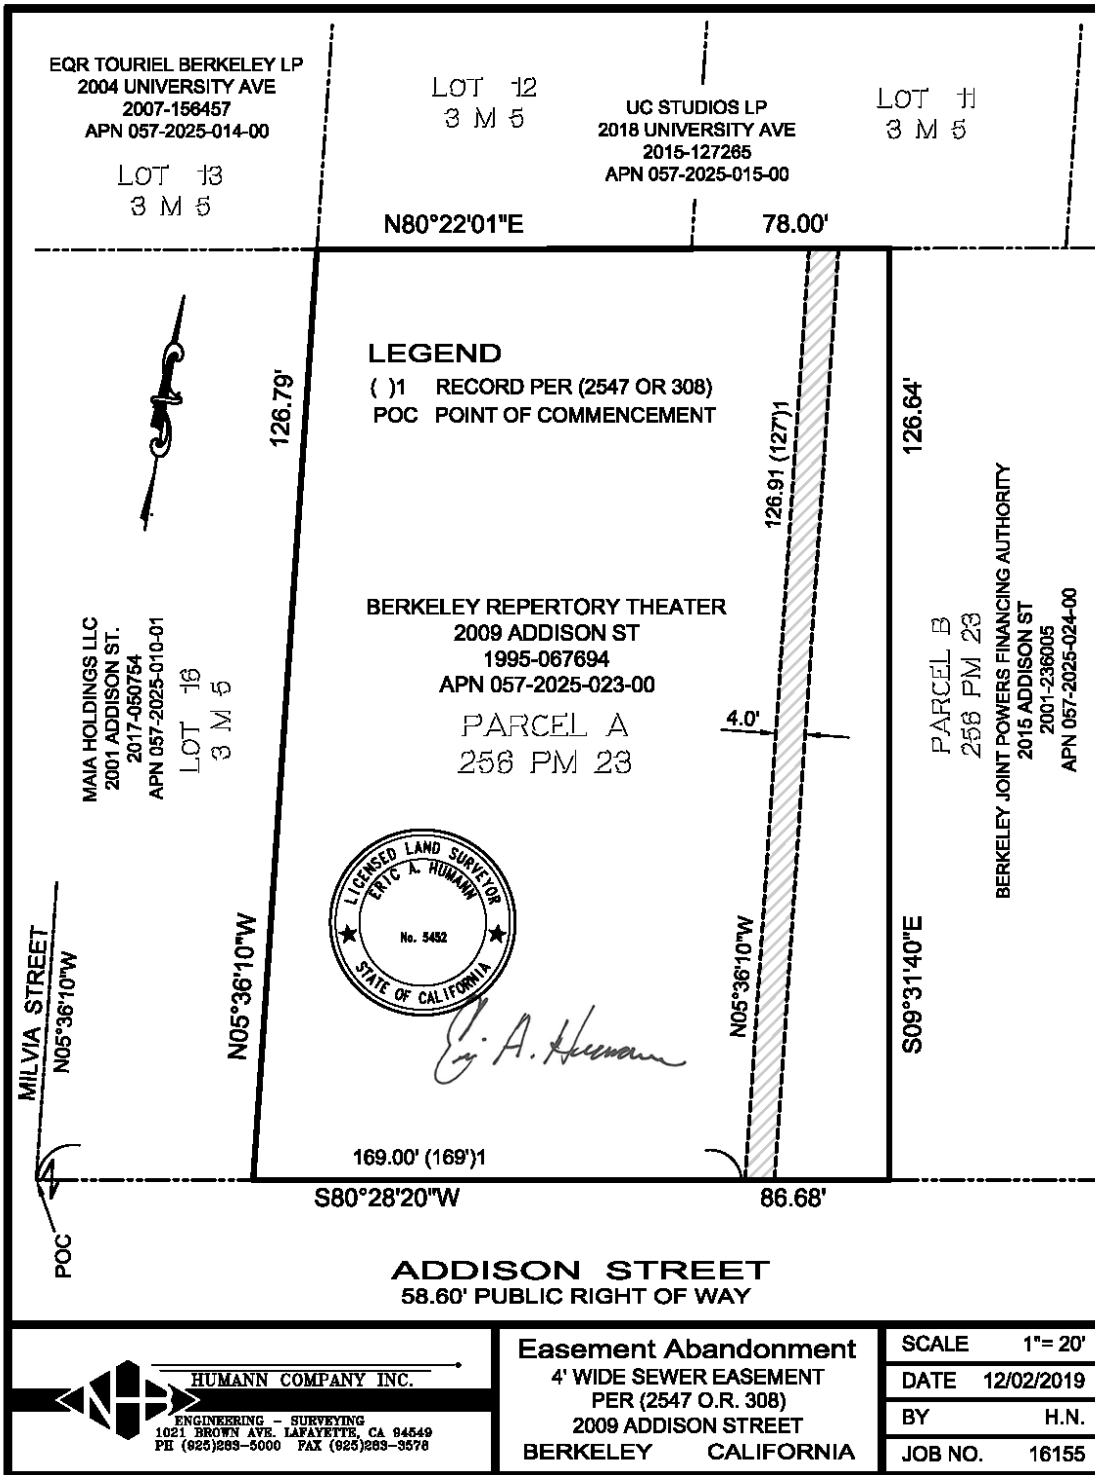 EQR TOURIEL BERKELEY LP
2004 UNIVERSITY AVE
2007-156457
APN 057-2025-014-00
LOT 13
3 M 5
LOT 12
3 M 5
UC STUDIOS LP
2018 UNIVERSITY AVE
2015-127265
APN 057-2025-015-00
LOT 11
3 M 5
N80°22'01"E
78.00'
126.79'
LEGEND
( )1 RECORD PER (2547 OR 308)
POC POINT OF COMMENCEMENT
126.91 (127')1
126.64'
MAIA HOLDINGS LLC
2001 ADDISON ST.
2017-050754
APN 057-2025-010-01
LOT 16
3 M 5
BERKELEY REPERTORY THEATER
2009 ADDISON ST
1995-067694
APN 057-2025-023-00
PARCEL A
256 PM 23
4.0'
PARCEL B
256 PM 23
BERKELEY JOINT POWERS FINANCING AUTHORITY
2015 ADDISON ST
2001-236005
APN 057-2025-024-00
LICENSED LAND SURVEYOR
ERIC A. HUMANN
No. 5452
STATE OF CALIFORNIA
Eric A. Humann
MILVIA STREET
N05°36'10"W
N05°36'10"W
N05°36'10"W
S09°31'40"E
169.00' (169')1
S80°28'20"W
86.68'
POC
ADDISON STREET
58.60' PUBLIC RIGHT OF WAY
HUMANN COMPANY INC.
ENGINEERING - SURVEYING
1021 BROWN AVE. LAFAYETTE, CA 94549
PH (925)283-5000 FAX (925)283-3578
Easement Abandonment
4' WIDE SEWER EASEMENT
PER (2547 O.R. 308)
2009 ADDISON STREET
BERKELEY CALIFORNIA
SCALE 1"= 20'
DATE 12/02/2019
BY H.N.
JOB NO. 16155